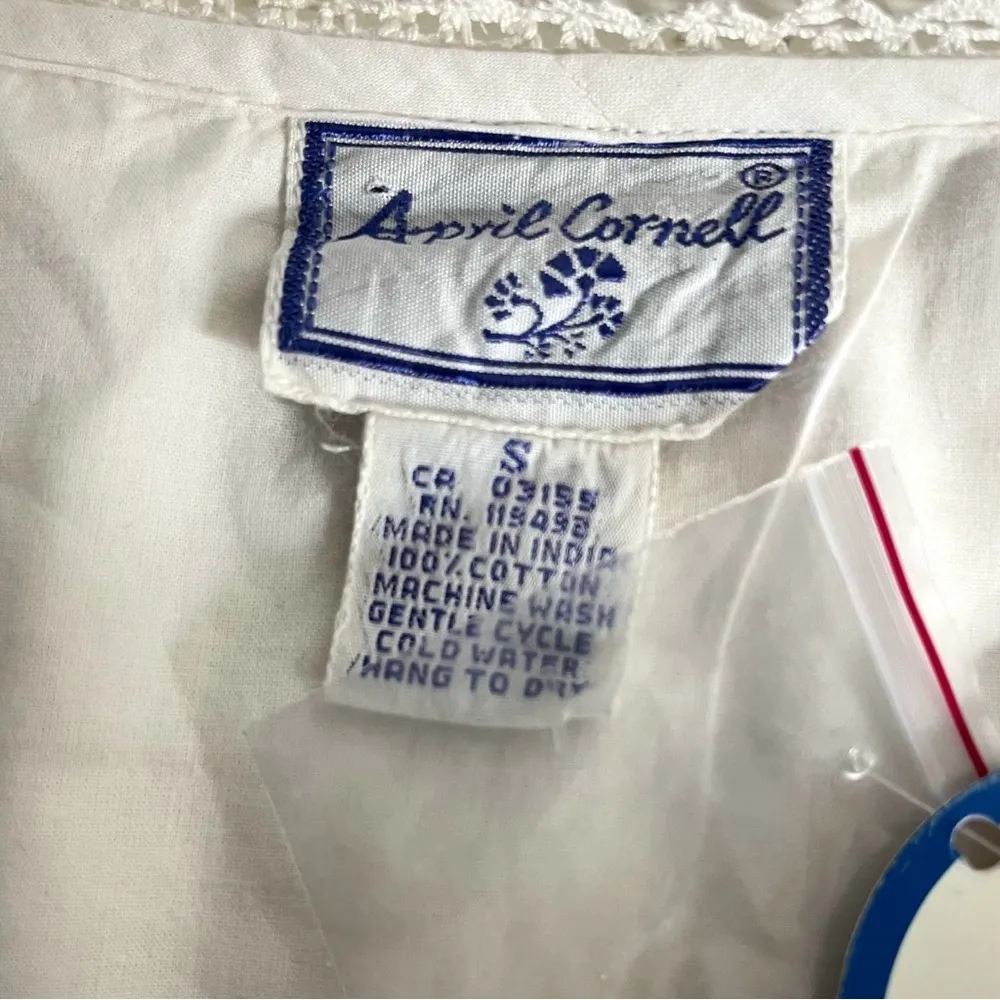 April Cornell ®
S
CA 03155
RN. 115498
/MADE IN INDIA
100% COTTON
MACHINE WASH
GENTLE CYCLE
COLD WATER
/HANG TO DRY